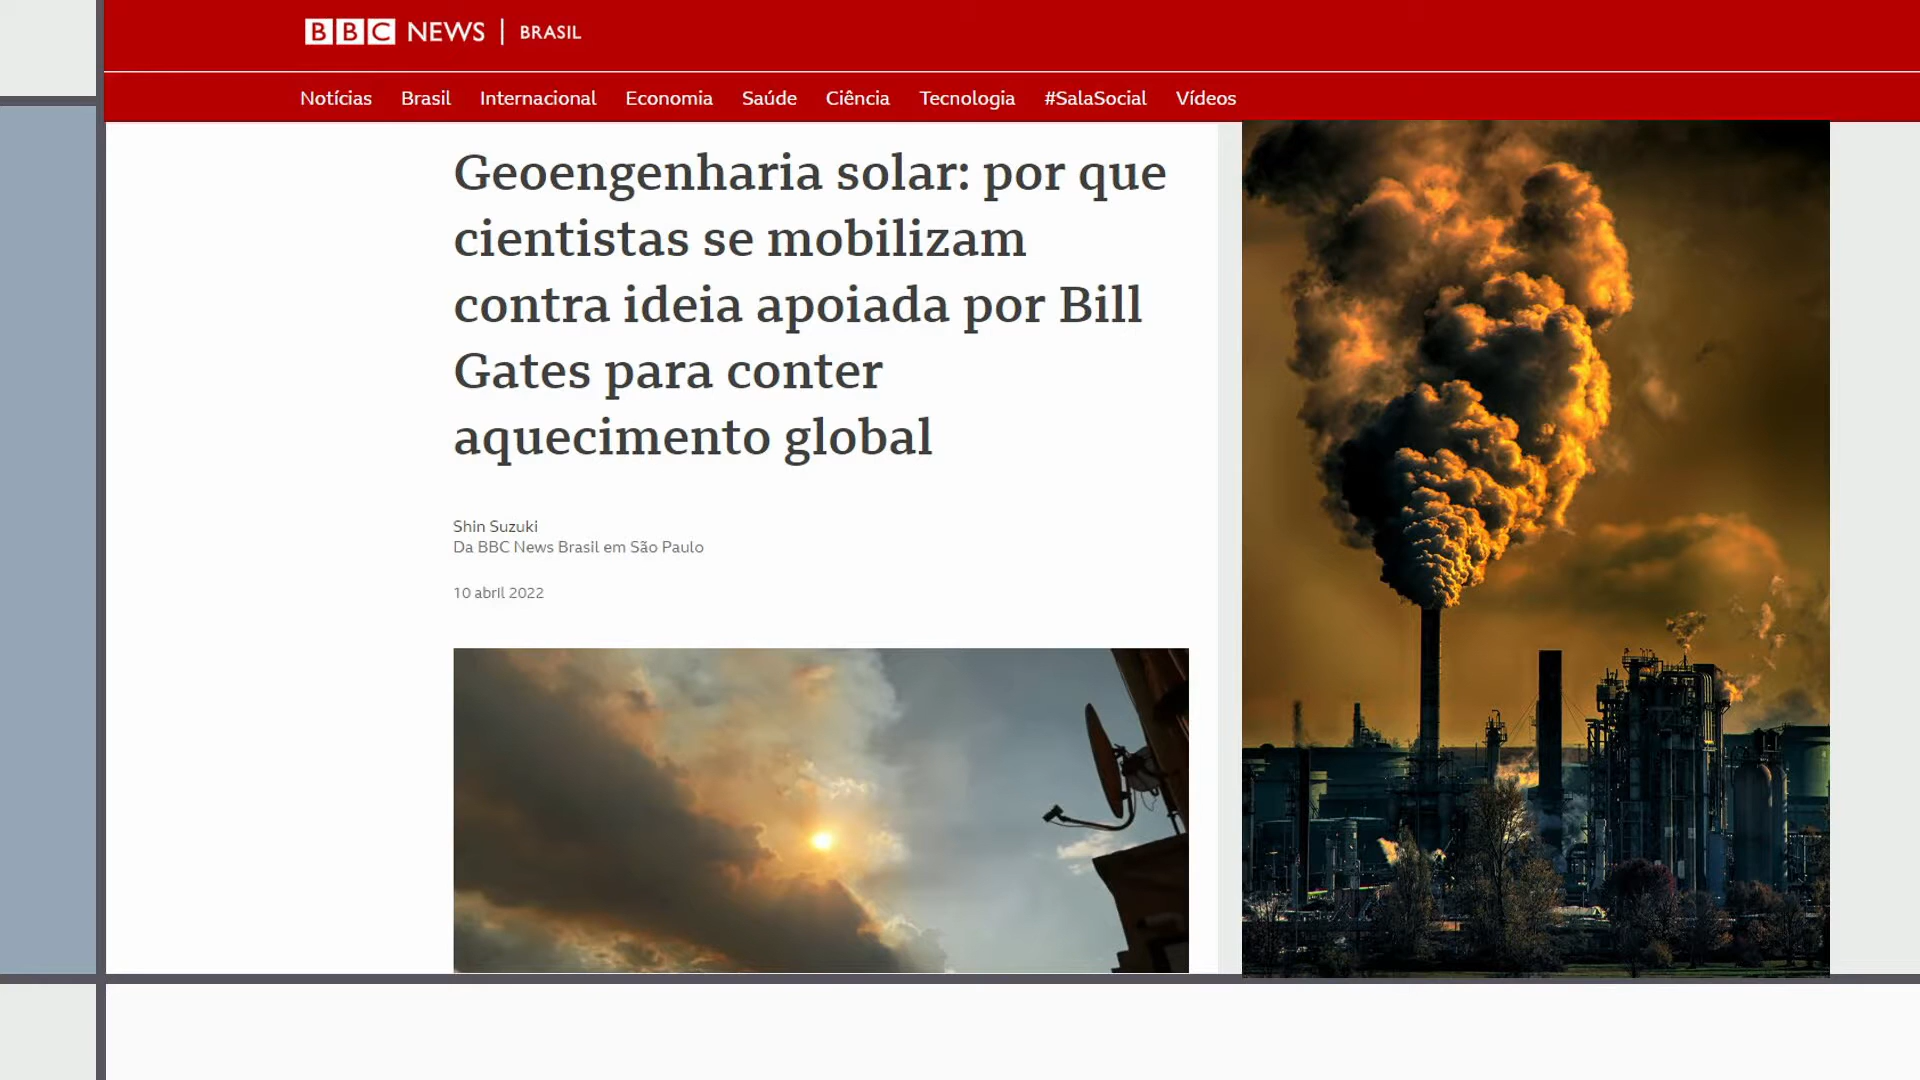 BBC NEWS | BRASIL
Notícias Brasil Internacional Economia Saúde Ciência Tecnologia #SalaSocial Vídeos
Geoengenharia solar: por que
cientistas se mobilizam
contra ideia apoiada por Bill
Gates para conter
aquecimento global
Shin Suzuki
Da BBC News Brasil em São Paulo
10 abril 2022